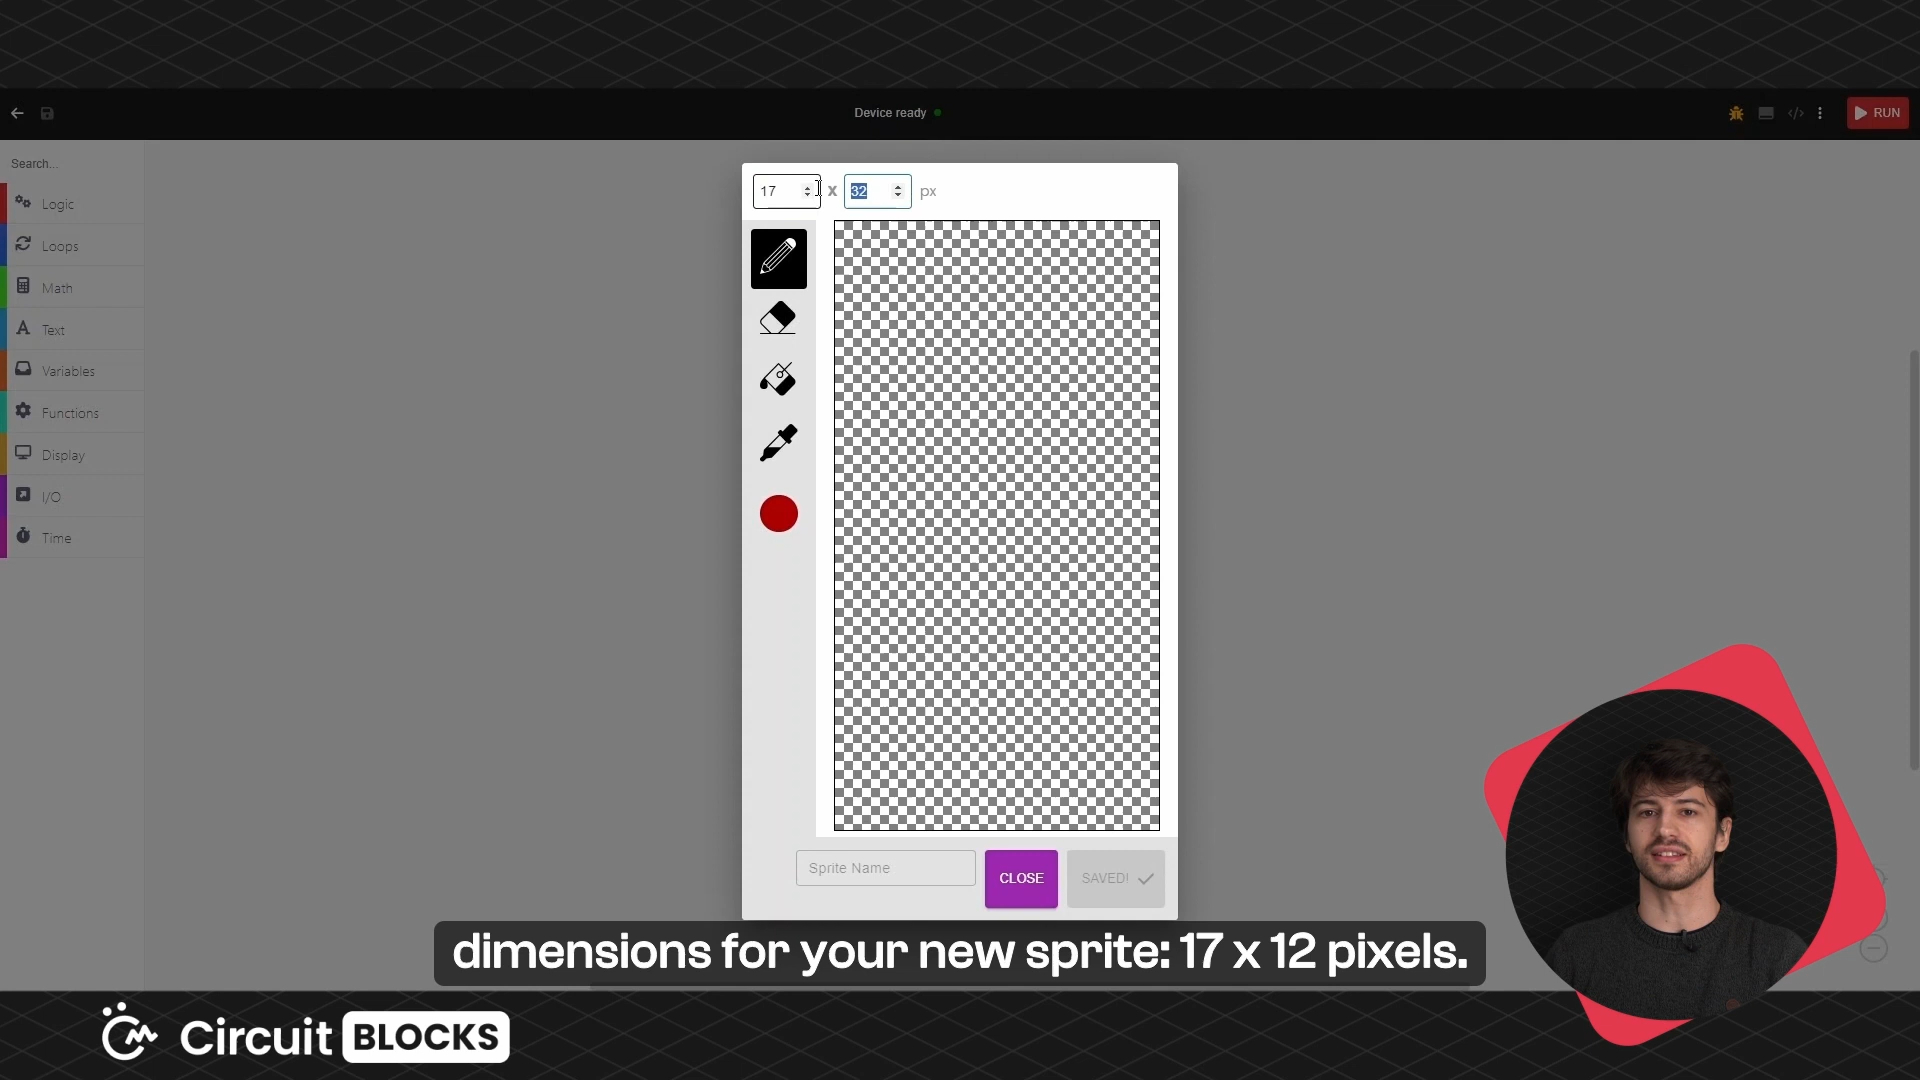 Device ready
RUN
Search...
17 x 32 px
Logic
Loops
Math
Text
Variables
Functions
Display
I/O
Time
Sprite Name
CLOSE
SAVED!
dimensions for your new sprite: 17 x 12 pixels.
Circuit BLOCKS